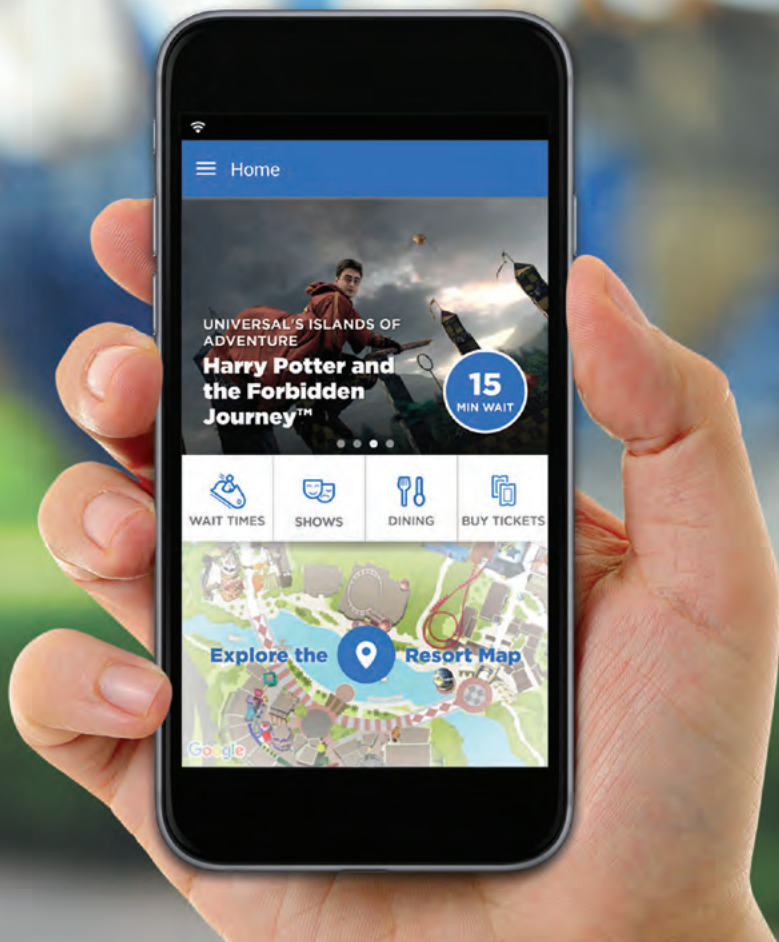 Home
UNIVERSAL'S ISLANDS OF
ADVENTURE
Harry Potter and
the Forbidden
Journey™
15
MIN WAIT
WAIT TIMES
SHOWS
DINING
BUY TICKETS
Explore the Resort Map
Google